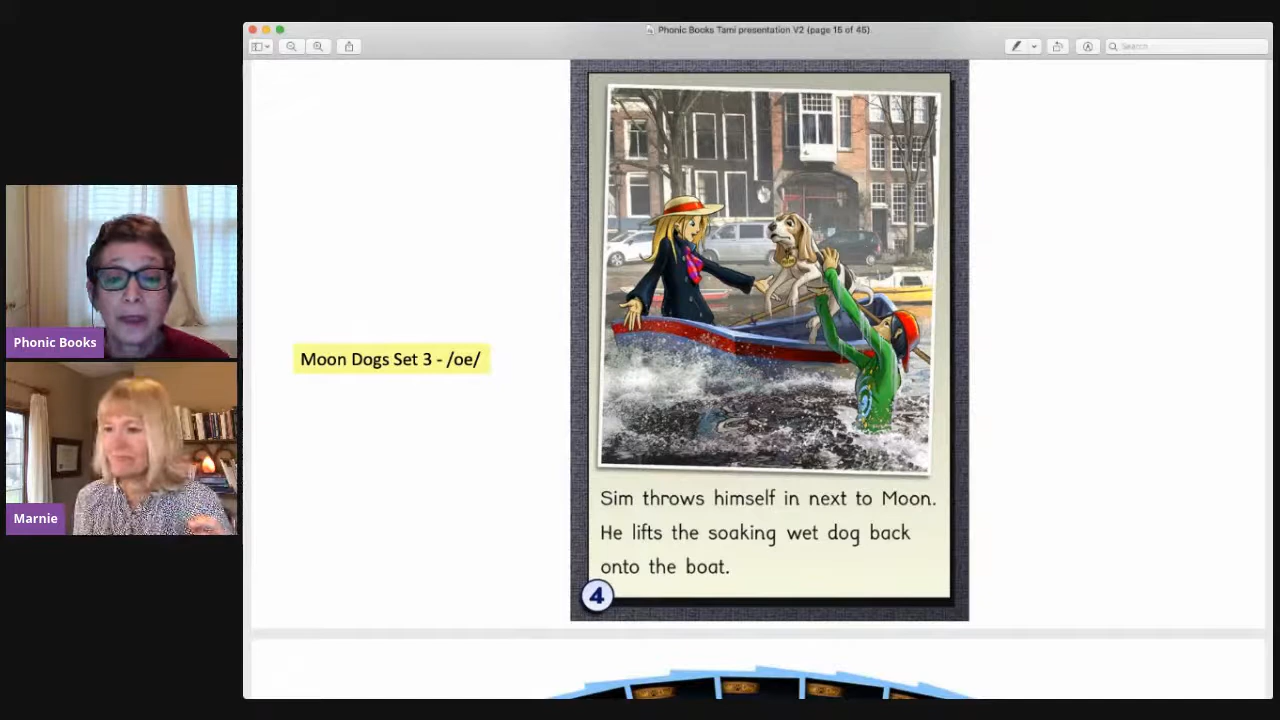 Phonic Books Tami presentation V2 (page 15 of 45)
Search
Phonic Books
Marnie
Moon Dogs Set 3 - /oe/
Sim throws himself in next to Moon.
He lifts the soaking wet dog back
onto the boat.
4